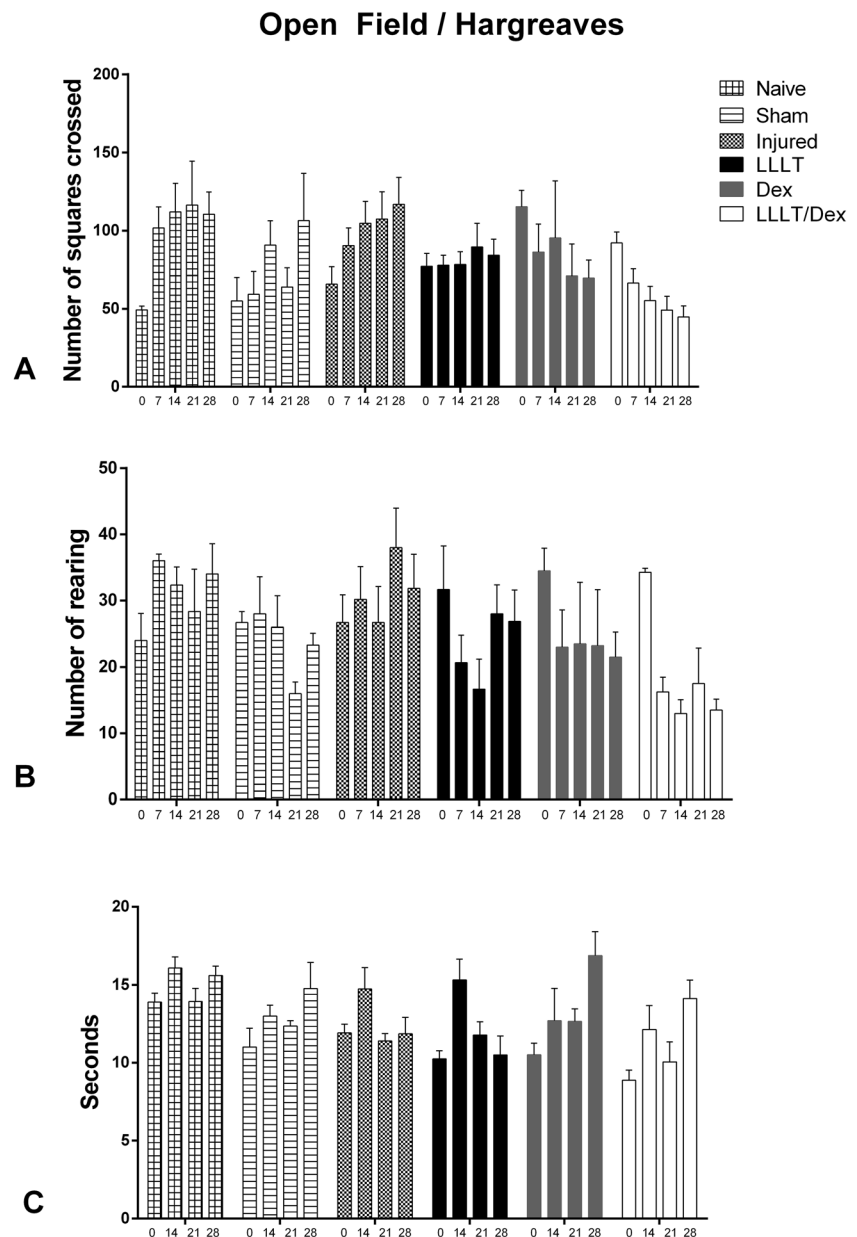 Open Field / Hargreaves
200
150
100
50
0
Number of squares crossed
A
0 7 14 21 28 0 7 14 21 28 0 7 14 21 28 0 7 14 21 28 0 7 14 21 28 0 7 14 21 28
Naive
Sham
Injured
LLLT
Dex
LLLT/Dex
50
40
30
20
10
0
Number of rearing
B
0 7 14 21 28 0 7 14 21 28 0 7 14 21 28 0 7 14 21 28 0 7 14 21 28 0 7 14 21 28
20
15
10
5
0
Seconds
C
0 14 21 28 0 14 21 28 0 14 21 28 0 14 21 28 0 14 21 28 0 14 21 28